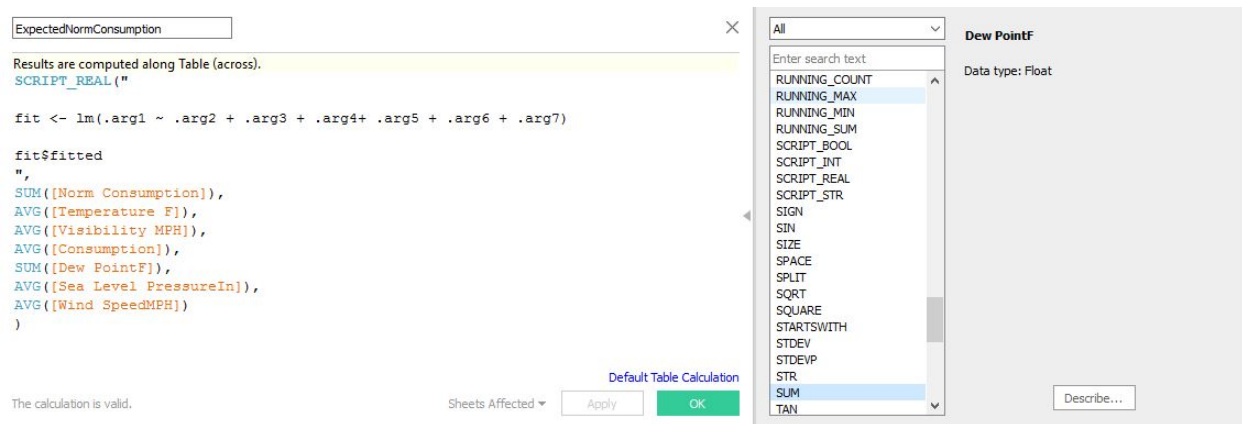 ExpectedNormConsumption
Results are computed along Table (across).
SCRIPT_REAL("
fit <- lm(.arg1 ~ .arg2 + .arg3 + .arg4+ .arg5 + .arg6 + .arg7)
fit$fitted
",
SUM([Norm Consumption]),
AVG([Temperature F]),
AVG([Visibility MPH]),
AVG([Consumption]),
SUM([Dew PointF]),
AVG([Sea Level PressureIn]),
AVG([Wind SpeedMPH])
)
Default Table Calculation
The calculation is valid.
Sheets Affected
Apply
OK
All
Enter search text
RUNNING_COUNT
RUNNING_MAX
RUNNING_MIN
RUNNING_SUM
SCRIPT_BOOL
SCRIPT_INT
SCRIPT_REAL
SCRIPT_STR
SIGN
SIN
SIZE
SPACE
SPLIT
SQRT
SQUARE
STARTSWITH
STDEV
STDEVP
STR
SUM
TAN
Dew PointF
Data type: Float
Describe...